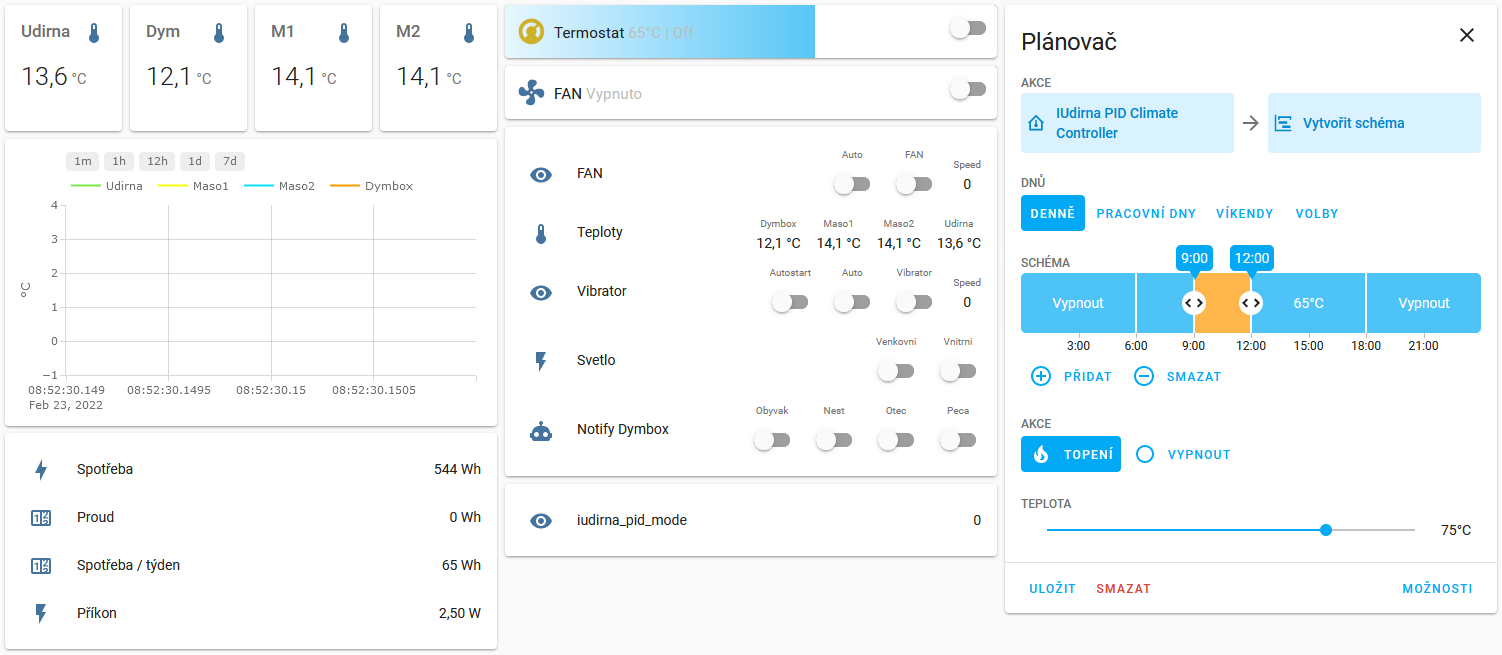 Udirna
13,6 °C
Dym
12,1 °C
M1
14,1 °C
M2
14,1 °C
1m 1h 12h 1d 7d
Udirna Maso1 Maso2 Dymbox
4
3
2
1
0
−1
°C
08:52:30.149 08:52:30.1495 08:52:30.15 08:52:30.1505
Feb 23, 2022
Spotřeba 544 Wh
Proud 0 Wh
Spotřeba / týden 65 Wh
Příkon 2,50 W
Termostat 65°C | Off
FAN Vypnuto
Auto FAN Speed
FAN 0
Dymbox Maso1 Maso2 Udirna
Teploty 12,1 °C 14,1 °C 14,1 °C 13,6 °C
Autostart Auto Vibrator Speed
Vibrator 0
Venkovni Vnitrni
Svetlo
Obyvak Nest Otec Peca
Notify Dymbox
iudirna_pid_mode 0
Plánovač
AKCE
IUdirna PID Climate
Controller
Vytvořit schéma
DNŮ
DENNĚ PRACOVNÍ DNY VÍKENDY VOLBY
SCHÉMA
9:00 12:00
Vypnout 65°C Vypnout
3:00 6:00 9:00 12:00 15:00 18:00 21:00
PŘIDAT SMAZAT
AKCE
TOPENÍ VYPNOUT
TEPLOTA
75°C
ULOŽIT SMAZAT MOŽNOSTI